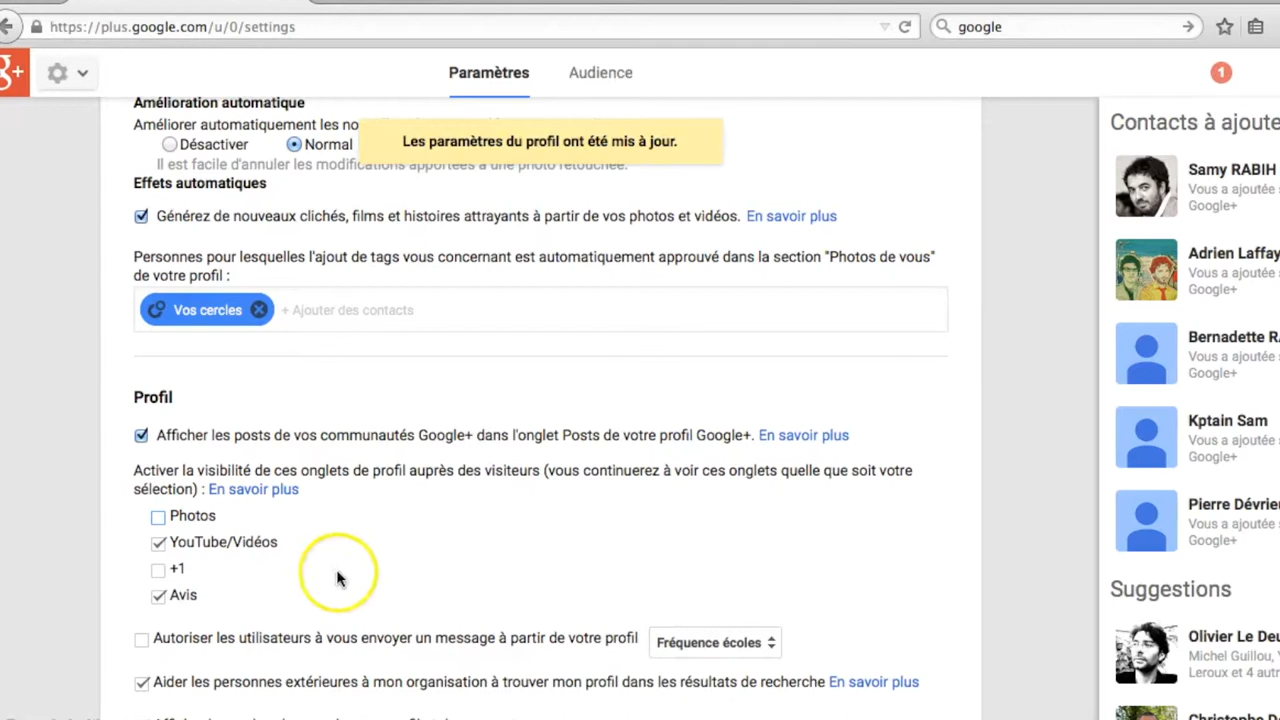 https://plus.google.com/u/0/settings
google
g+
Paramètres
Audience
1
Amélioration automatique
Améliorer automatiquement les
Désactiver
Normal
Les paramètres du profil ont été mis à jour.
Il est facile d'annuler les modifications apportées à une photo retouchée.
Effets automatiques
Générez de nouveaux clichés, films et histoires attrayants à partir de vos photos et vidéos. En savoir plus
Personnes pour lesquelles l'ajout de tags vous concernant est automatiquement approuvé dans la section "Photos de vous"
de votre profil :
Vos cercles
+ Ajouter des contacts
Profil
Afficher les posts de vos communautés Google+ dans l'onglet Posts de votre profil Google+. En savoir plus
Activer la visibilité de ces onglets de profil auprès des visiteurs (vous continuerez à voir ces onglets quelle que soit votre
sélection) : En savoir plus
Photos
YouTube/Vidéos
+1
Avis
Autoriser les utilisateurs à vous envoyer un message à partir de votre profil
Fréquence écoles
Aider les personnes extérieures à mon organisation à trouver mon profil dans les résultats de recherche En savoir plus
Contacts à ajoute
Samy RABIH
Vous a ajoutée
Google+
Adrien Laffay
Vous a ajoutée
Google+
Bernadette
Vous a ajoutée
Google+
Kptain Sam
Vous a ajoutée
Google+
Pierre Dévrie
Vous a ajoutée
Google+
Suggestions
Olivier Le Deu
Michel Guillou,
Leroux et 4 autr